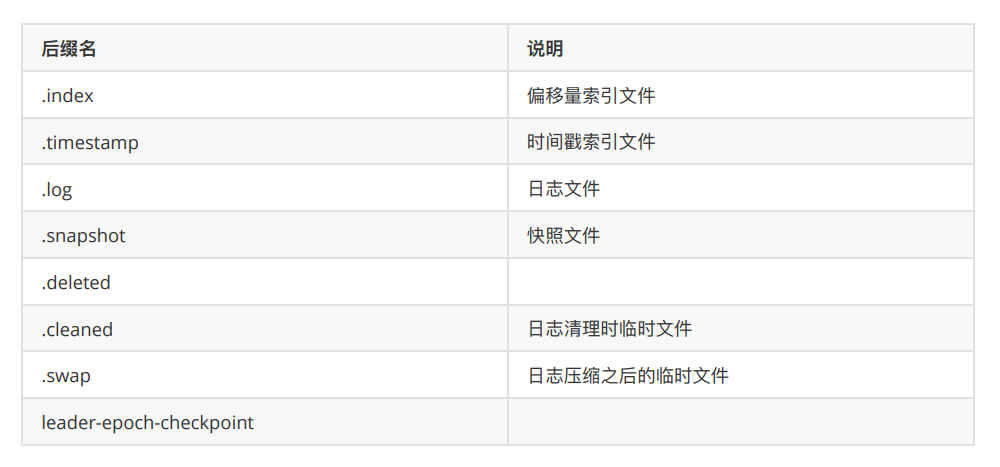 后缀名 说明
.index 偏移量索引文件
.timestamp 时间戳索引文件
.log 日志文件
.snapshot 快照文件
.deleted
.cleaned 日志清理时临时文件
.swap 日志压缩之后的临时文件
leader-epoch-checkpoint